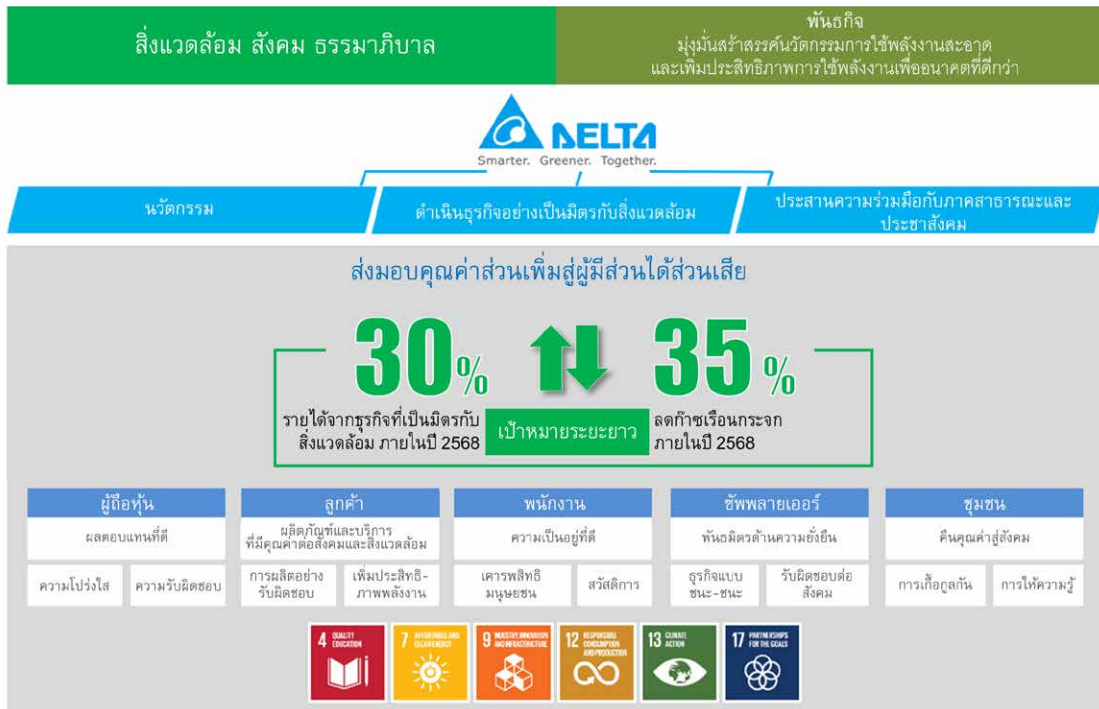 สิ่งแวดล้อม สังคม ธรรมาภิบาล
พันธกิจ
มุ่งมั่นสร้าสรรค์นวัตกรรมการใช้พลังงานสะอาด
และเพิ่มประสิทธิภาพการใช้พลังงานเพื่ออนาคตที่ดีกว่า
DELTA
Smarter. Greener. Together.
นวัตกรรม
ดำเนินธุรกิจอย่างเป็นมิตรกับสิ่งแวดล้อม
ประสานความร่วมมือกับภาคสาธารณะและ
ประชาสังคม
ส่งมอบคุณค่าส่วนเพิ่มสู่ผู้มีส่วนได้ส่วนเสีย
30%
รายได้จากธุรกิจที่เป็นมิตรกับ
สิ่งแวดล้อม ภายในปี 2568
เป้าหมายระยะยาว
35%
ลดก๊าซเรือนกระจก
ภายในปี 2568
ผู้ถือหุ้น
ผลตอบแทนที่ดี
ความโปร่งใส
ความรับผิดชอบ
ลูกค้า
ผลิตภัณฑ์และบริการ
ที่มีคุณค่าต่อสังคมและสิ่งแวดล้อม
การผลิตอย่าง
รับผิดชอบ
เพิ่มประสิทธิ-
ภาพพลังงาน
พนักงาน
ความเป็นอยู่ที่ดี
เคารพสิทธิ
มนุษยชน
สวัสดิการ
ซัพพลายเออร์
พันธมิตรด้านความยั่งยืน
ธุรกิจแบบ
ชนะ-ชนะ
รับผิดชอบต่อ
สังคม
ชุมชน
คืนคุณค่าสู่สังคม
การเกื้อกูลกัน
การให้ความรู้
4 QUALITY
EDUCATION
7 AFFORDABLE AND
CLEAN ENERGY
9 INDUSTRY, INNOVATION
AND INFRASTRUCTURE
12 RESPONSIBLE
CONSUMPTION
AND PRODUCTION
13 CLIMATE
ACTION
17 PARTNERSHIPS
FOR THE GOALS